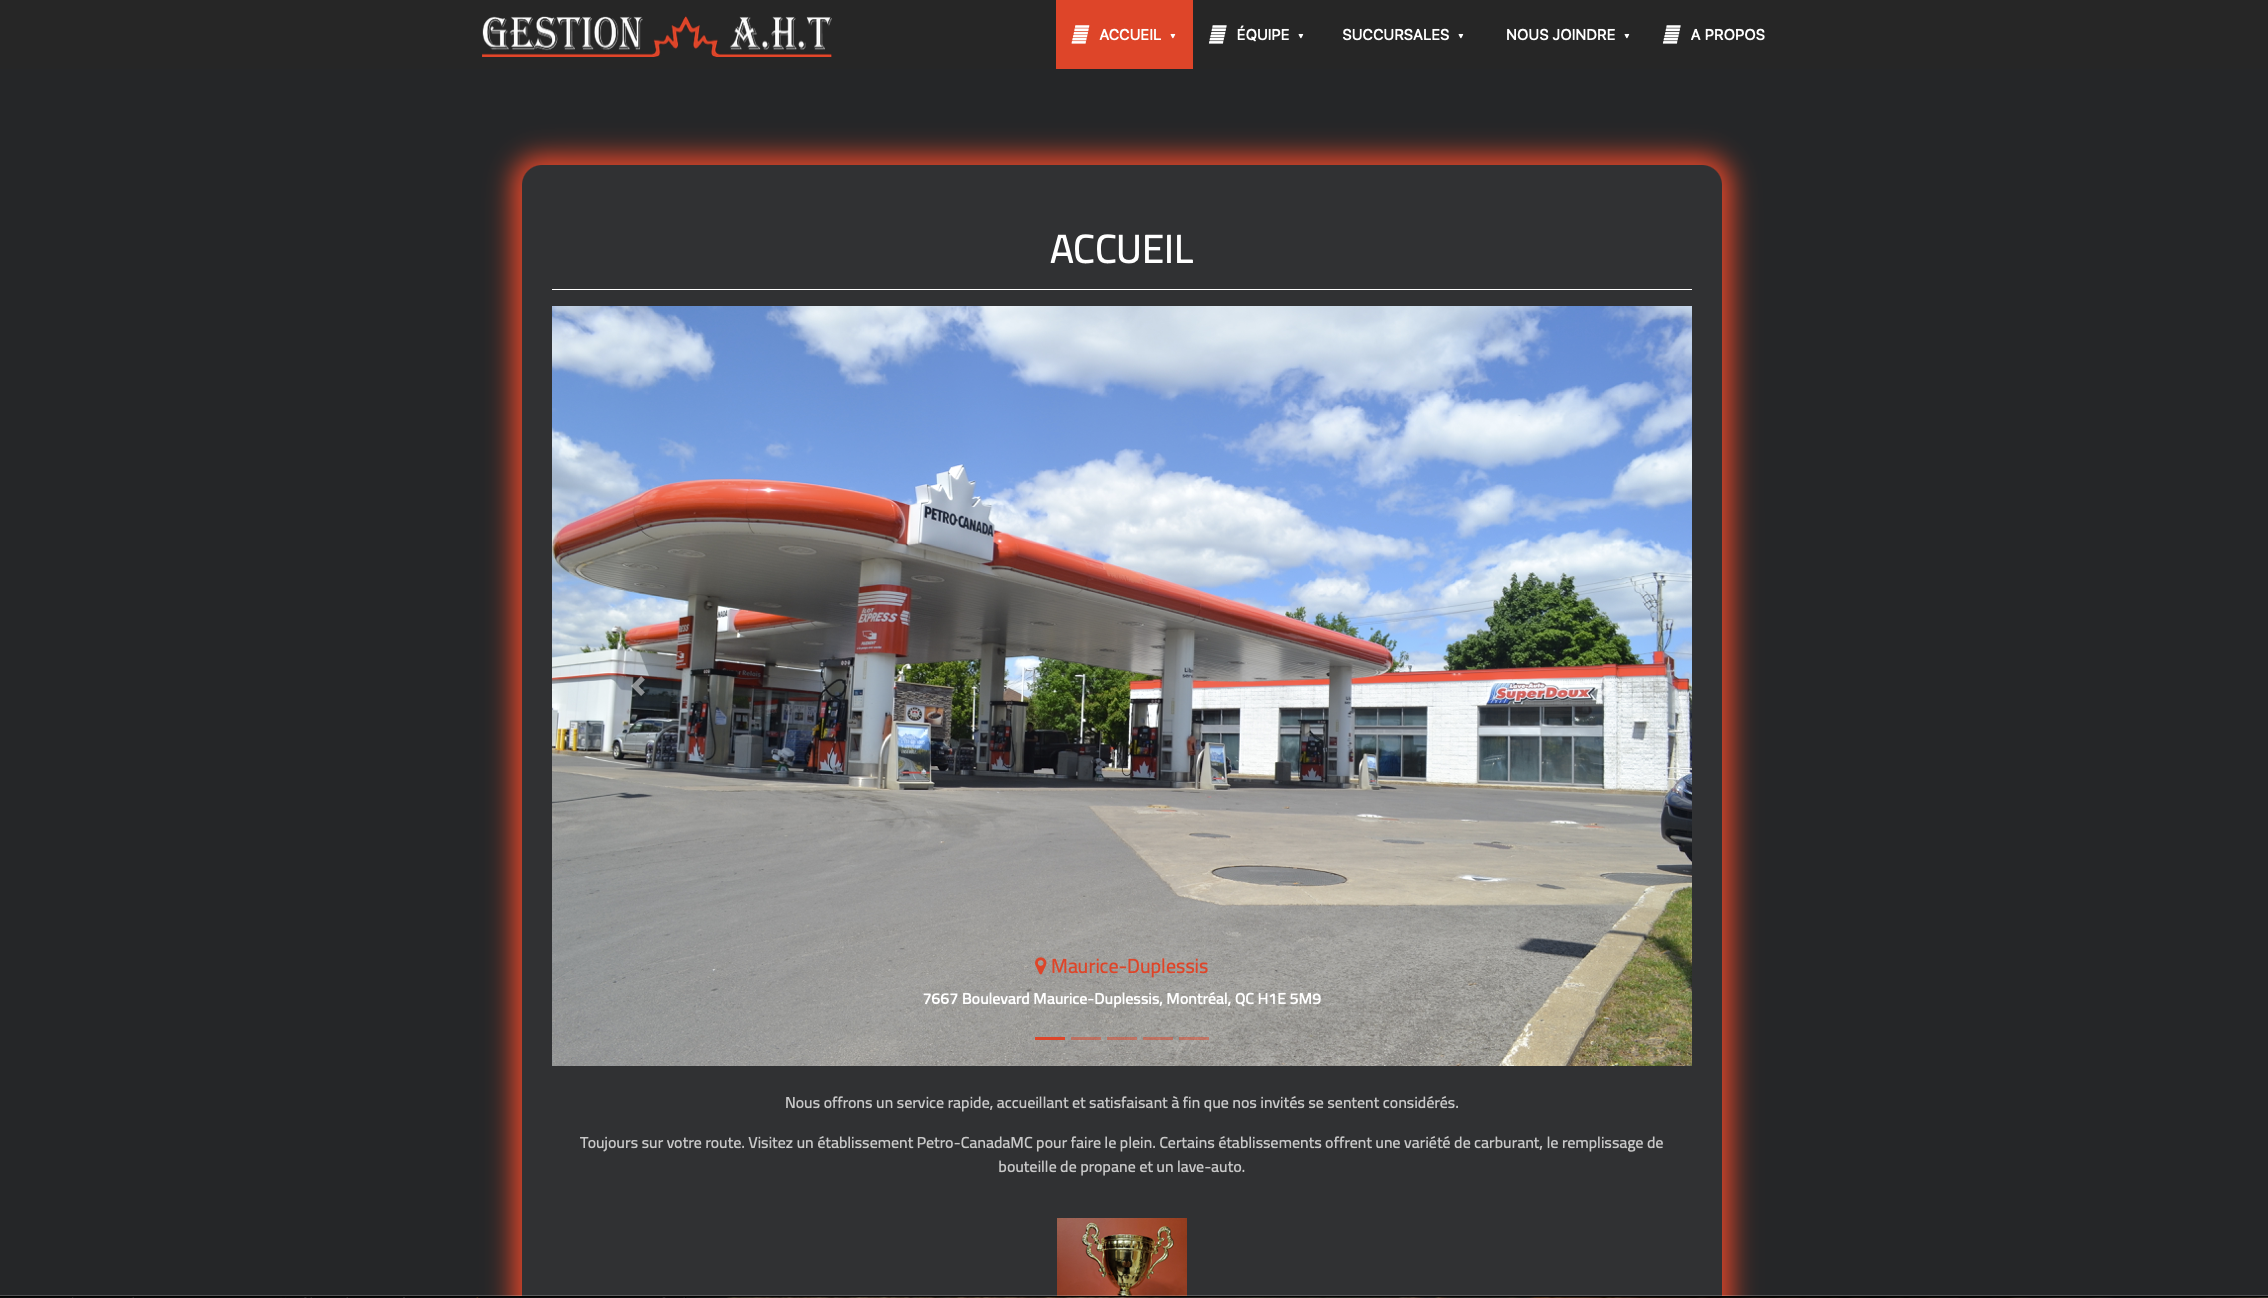 GESTION A.H.T
ACCUEIL ▾
ÉQUIPE ▾
SUCCURSALES ▾
NOUS JOINDRE ▾
A PROPOS
ACCUEIL
PETRO-CANADA
EXPRESS
Lave-Auto
SuperDoux
Maurice-Duplessis
7667 Boulevard Maurice-Duplessis, Montréal, QC H1E 5M9
Nous offrons un service rapide, accueillant et satisfaisant à fin que nos invités se sentent considérés.
Toujours sur votre route. Visitez un établissement Petro-CanadaMC pour faire le plein. Certains établissements offrent une variété de carburant, le remplissage de
bouteille de propane et un lave-auto.